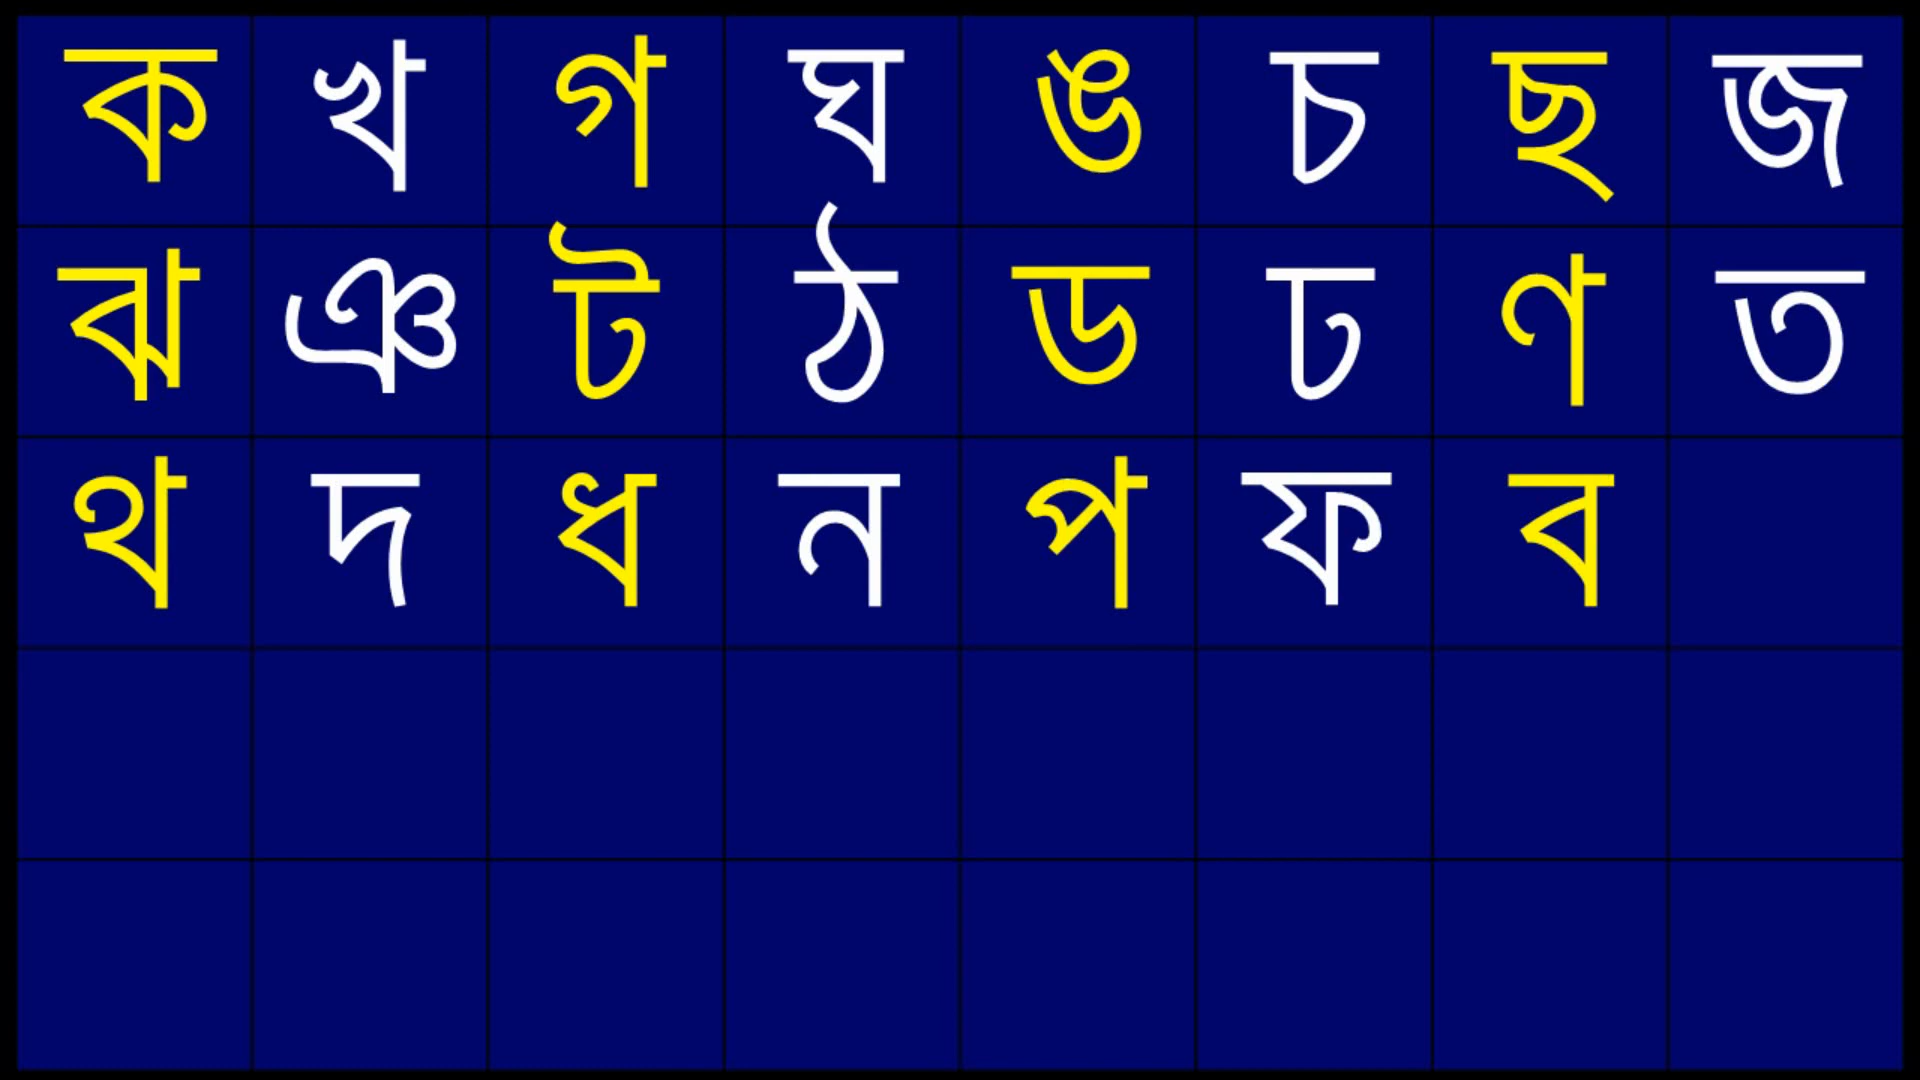 ক খ গ ঘ ঙ চ ছ জ
ঝ ঞ ট ঠ ড ঢ ণ ত
থ দ ধ ন প ফ ব